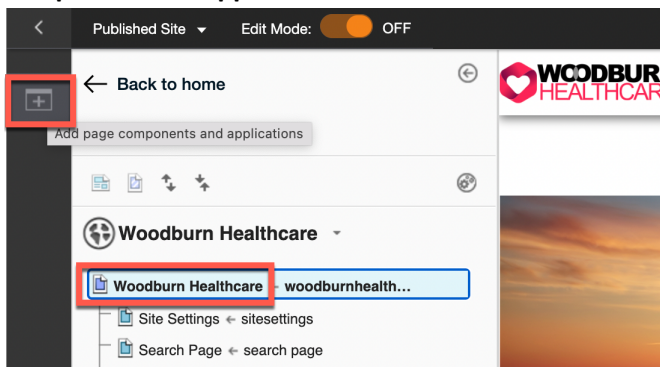 Published Site Edit Mode: OFF
Back to home
WOODBUR
HEALTHCAR
Add page components and applications
Woodburn Healthcare
Woodburn Healthcare ← woodburnhealth...
Site Settings ← sitesettings
Search Page ← search page